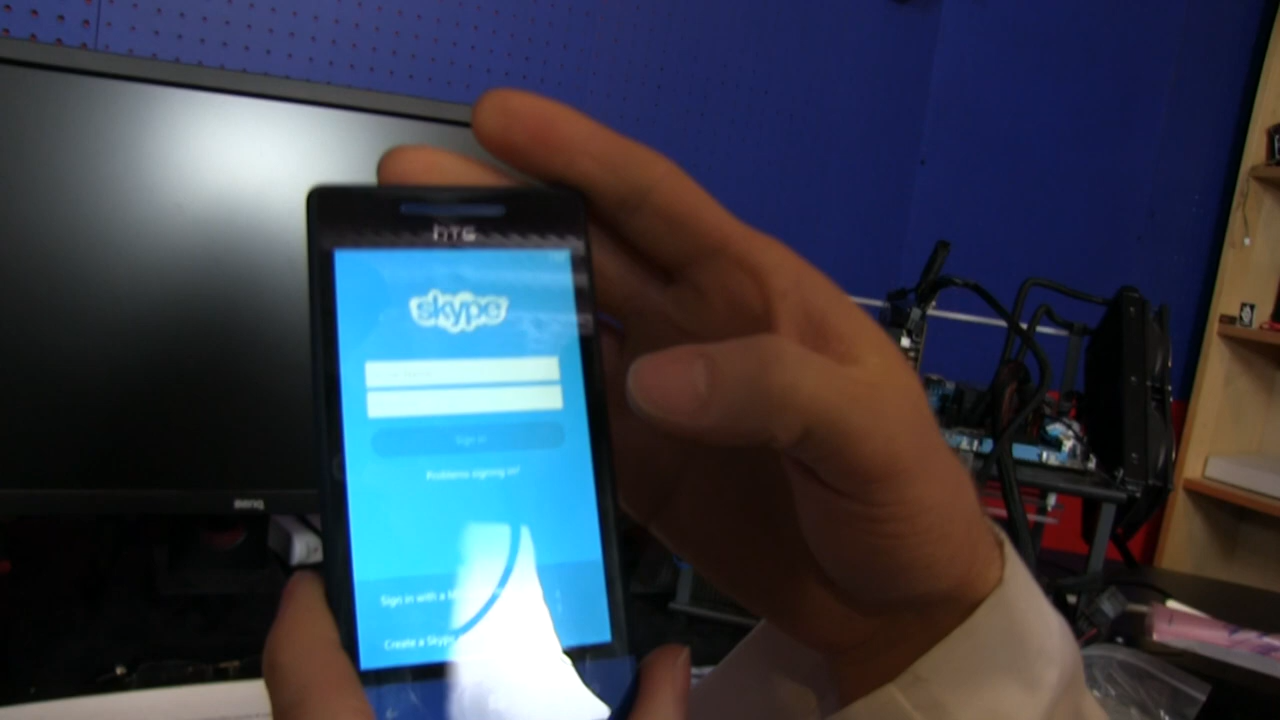 hTC
skype
Sign in
Problems signing in?
Sign in with a M
Create a Skype
BenQ